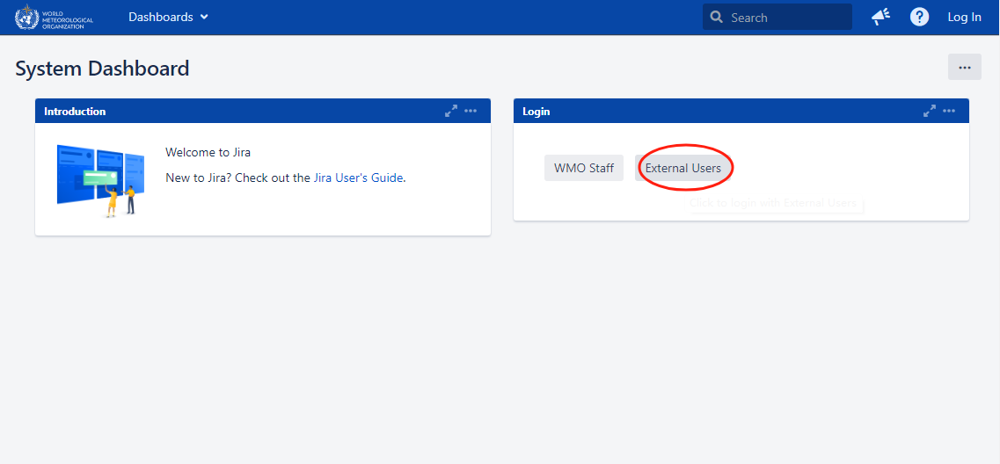 WORLD
METEOROLOGICAL
ORGANIZATION
Dashboards
Search
Log In
System Dashboard
Introduction
Login
Welcome to Jira
New to Jira? Check out the Jira User's Guide.
WMO Staff
External Users
Click to login with External Users